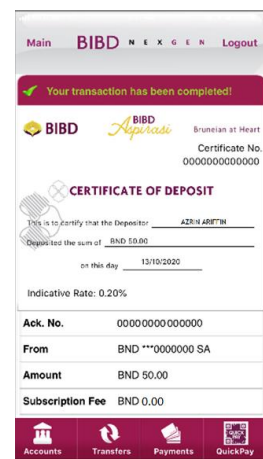 Main BIBD NEXGEN Logout
Your transaction has been completed!
BIBD BIBD Aspirasi Bruneian at Heart
Certificate No.
0000000000000
CERTIFICATE OF DEPOSIT
This is to certify that the Depositor AZRIN ARIFFIN
Deposited the sum of BND 50.00
on this day 13/10/2020
Indicative Rate: 0.20%
Ack. No. 00000000000000
From BND ***0000000 SA
Amount BND 50.00
Subscription Fee BND 0.00
QUICK PAY
Accounts Transfers Payments QuickPay